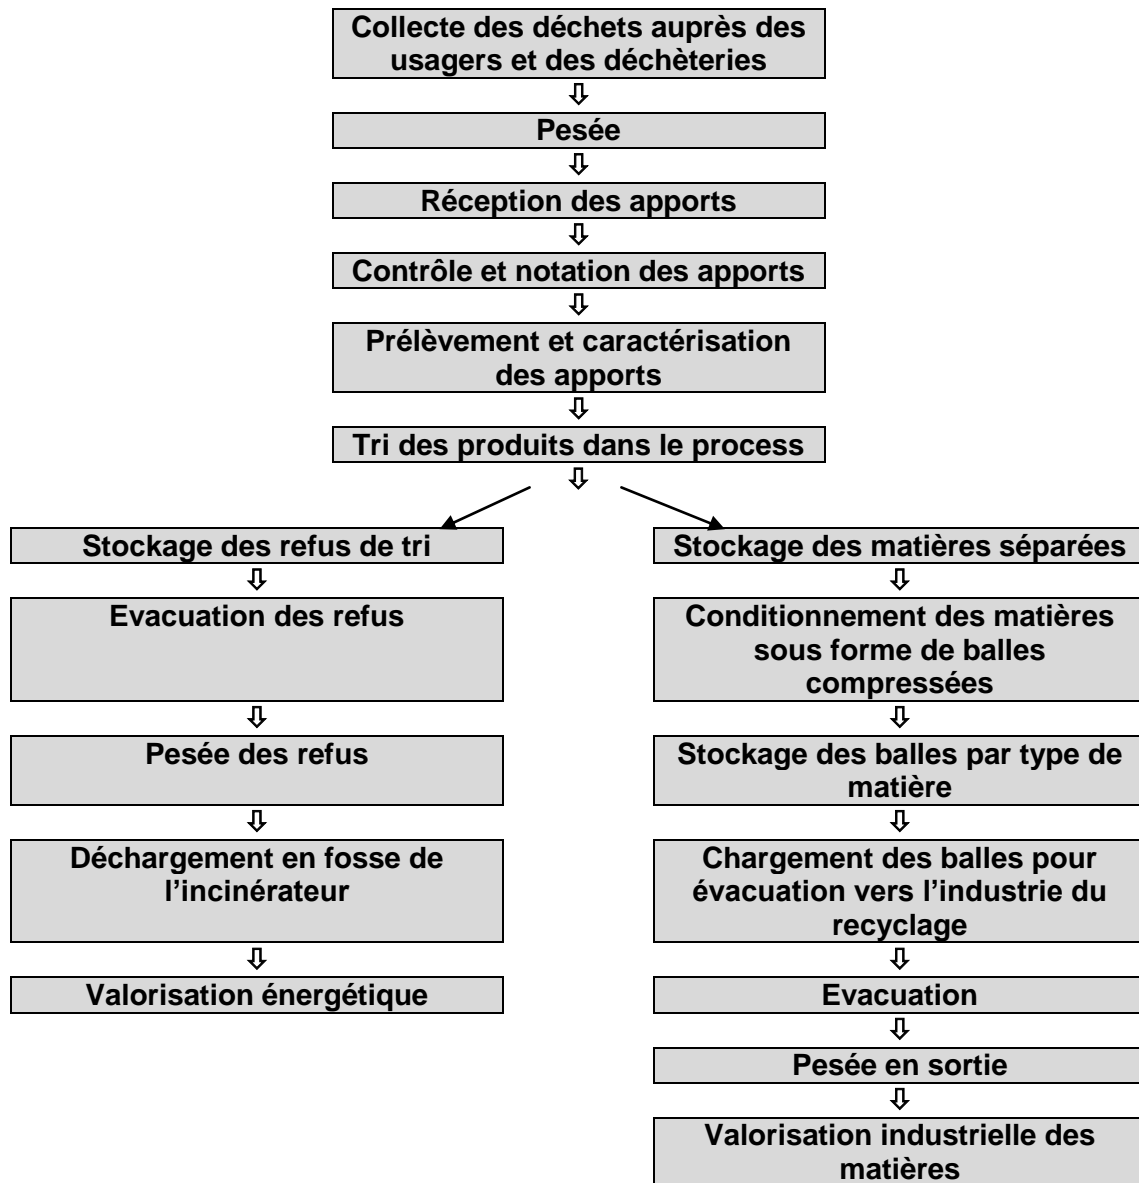 Collecte des déchets auprès des
usagers et des déchèteries
Pesée
Réception des apports
Contrôle et notation des apports
Prélèvement et caractérisation
des apports
Tri des produits dans le process
Stockage des refus de tri
Evacuation des refus
Pesée des refus
Déchargement en fosse de
l’incinérateur
Valorisation énergétique
Stockage des matières séparées
Conditionnement des matières
sous forme de balles
compressées
Stockage des balles par type de
matière
Chargement des balles pour
évacuation vers l’industrie du
recyclage
Evacuation
Pesée en sortie
Valorisation industrielle des
matières